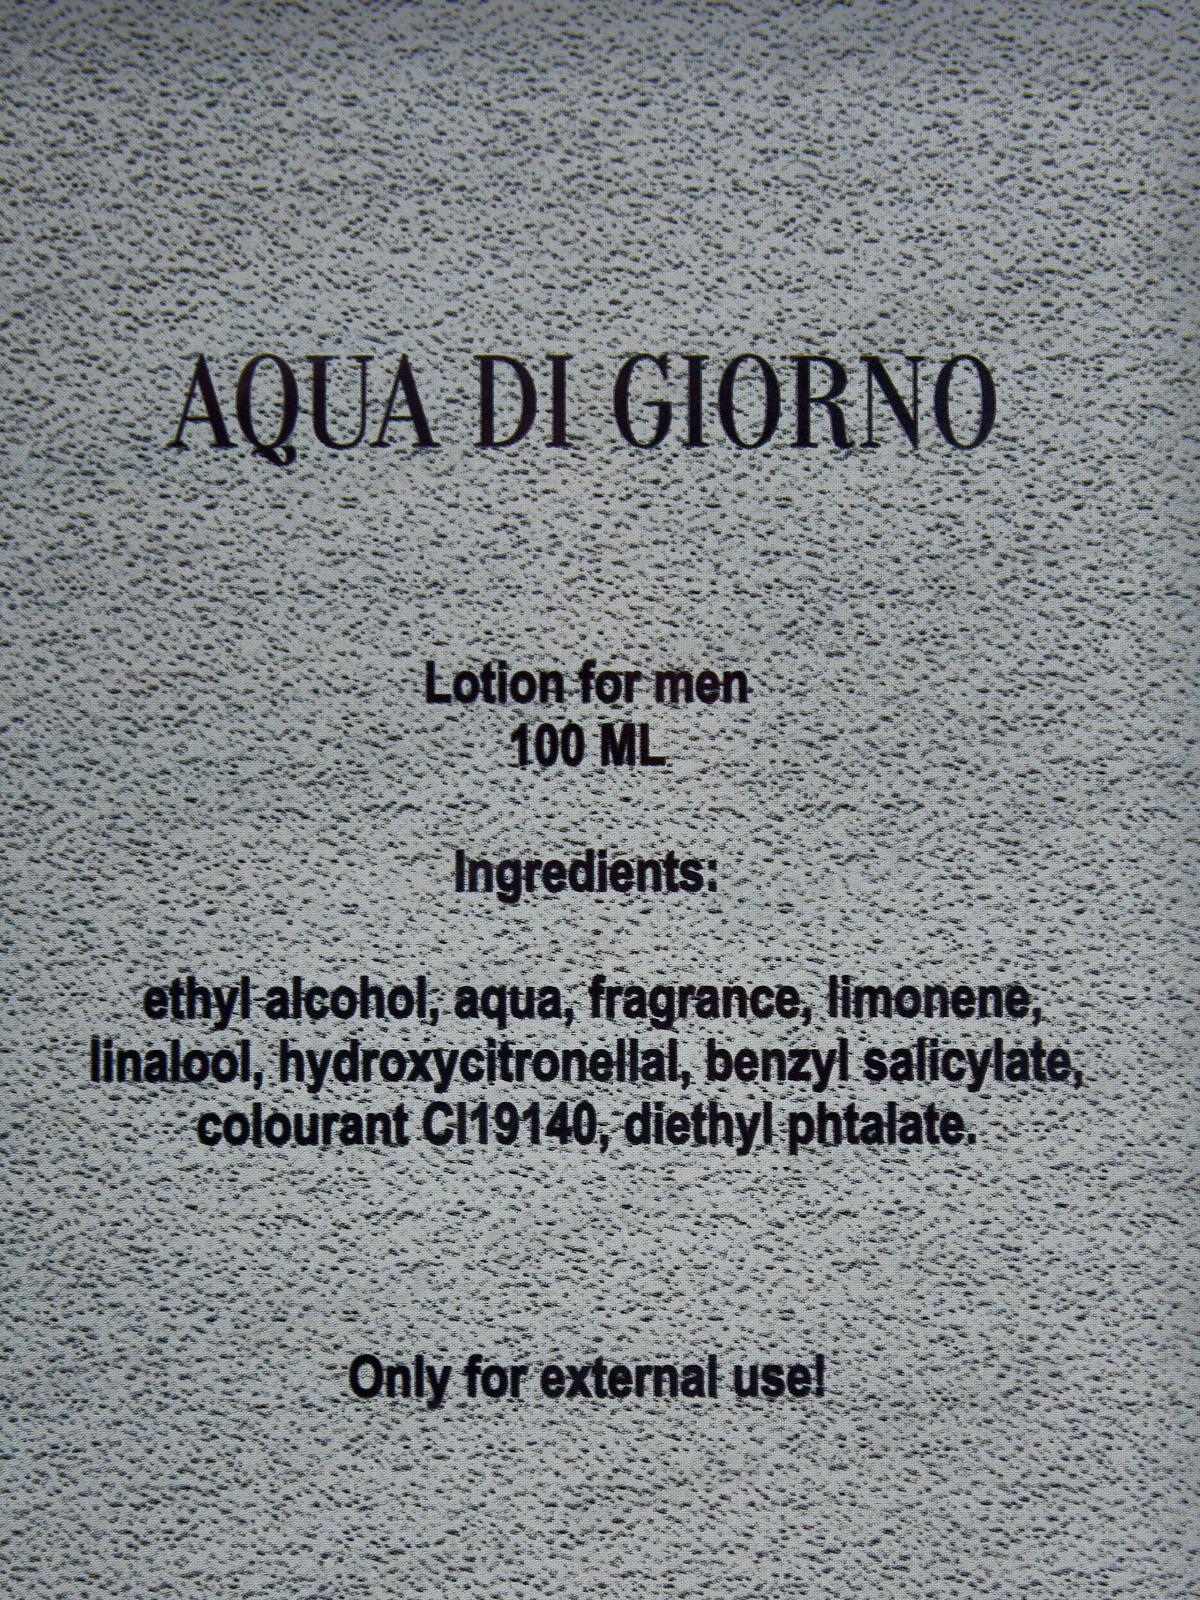 AQUA DI GIORNO
Lotion for men
100 ML
Ingredients:
ethyl alcohol, aqua, fragrance, limonene,
linalool, hydroxycitronellal, benzyl salicylate,
colourant CI19140, diethyl phtalate.
Only for external use!